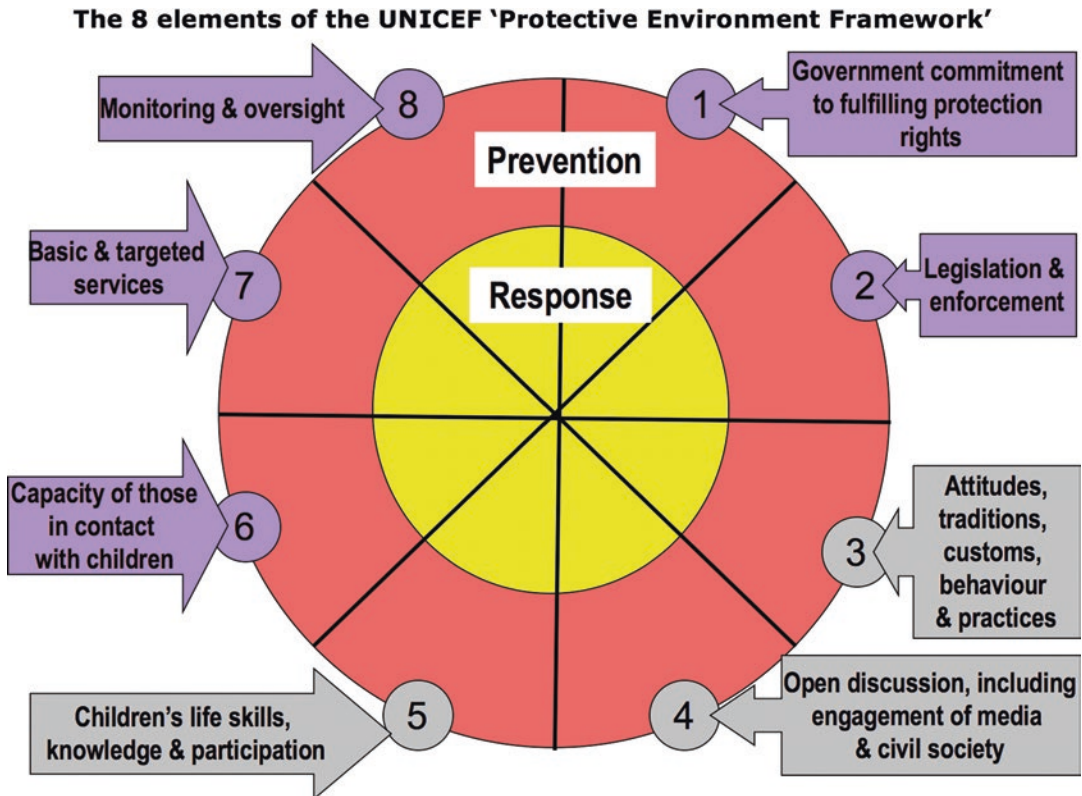 The 8 elements of the UNICEF ‘Protective Environment Framework’
Monitoring & oversight
8
1
Government commitment
to fulfilling protection
rights
Prevention
Basic & targeted
services
7
Response
2
Legislation &
enforcement
Capacity of those
in contact
with children
6
3
Attitudes,
traditions,
customs,
behaviour
& practices
Children’s life skills,
knowledge & participation
5
4
Open discussion, including
engagement of media
& civil society